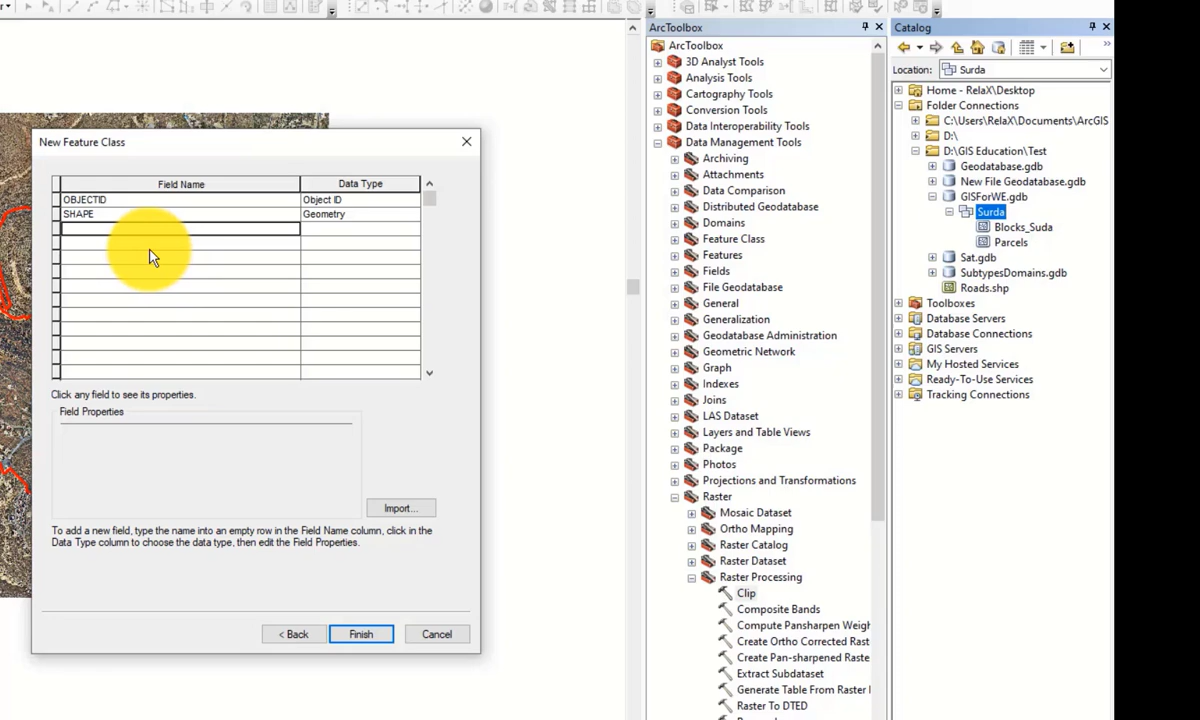 ArcToolbox
Catalog
Location: Surda
New Feature Class
Field Name Data Type
OBJECTID Object ID
SHAPE Geometry
Click any field to see its properties.
Field Properties
Import...
To add a new field, type the name into an empty row in the Field Name column, click in the
Data Type column to choose the data type, then edit the Field Properties.
< Back Finish Cancel
ArcToolbox
3D Analyst Tools
Analysis Tools
Cartography Tools
Conversion Tools
Data Interoperability Tools
Data Management Tools
Archiving
Attachments
Data Comparison
Distributed Geodatabase
Domains
Feature Class
Features
Fields
File Geodatabase
General
Generalization
Geodatabase Administration
Geometric Network
Graph
Indexes
Joins
LAS Dataset
Layers and Table Views
Package
Photos
Projections and Transformations
Raster
Mosaic Dataset
Ortho Mapping
Raster Catalog
Raster Dataset
Raster Processing
Clip
Composite Bands
Compute Pansharpen Weigh
Create Ortho Corrected Rast
Create Pan-sharpened Raste
Extract Subdataset
Generate Table From Raster
Raster To DTED
Home - RelaX\Desktop
Folder Connections
C:\Users\RelaX\Documents\ArcGIS
D:\
D:\GIS Education\Test
Geodatabase.gdb
New File Geodatabase.gdb
GISForWE.gdb
Surda
Blocks_Suda
Parcels
Sat.gdb
SubtypesDomains.gdb
Roads.shp
Toolboxes
Database Servers
Database Connections
GIS Servers
My Hosted Services
Ready-To-Use Services
Tracking Connections